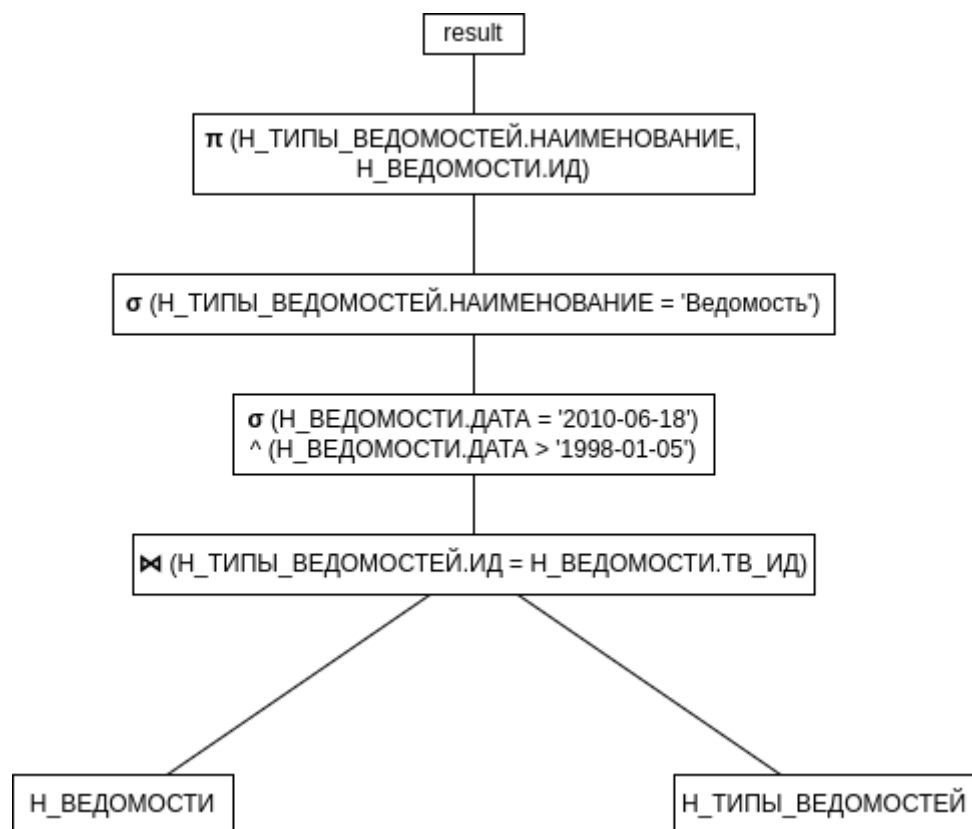 result
π (Н_ТИПЫ_ВЕДОМОСТЕЙ.НАИМЕНОВАНИЕ,
Н_ВЕДОМОСТИ.ИД)
σ (Н_ТИПЫ_ВЕДОМОСТЕЙ.НАИМЕНОВАНИЕ = 'Ведомость')
σ (Н_ВЕДОМОСТИ.ДАТА = '2010-06-18')
^ (Н_ВЕДОМОСТИ.ДАТА > '1998-01-05')
⋈ (Н_ТИПЫ_ВЕДОМОСТЕЙ.ИД = Н_ВЕДОМОСТИ.ТВ_ИД)
Н_ВЕДОМОСТИ
Н_ТИПЫ_ВЕДОМОСТЕЙ